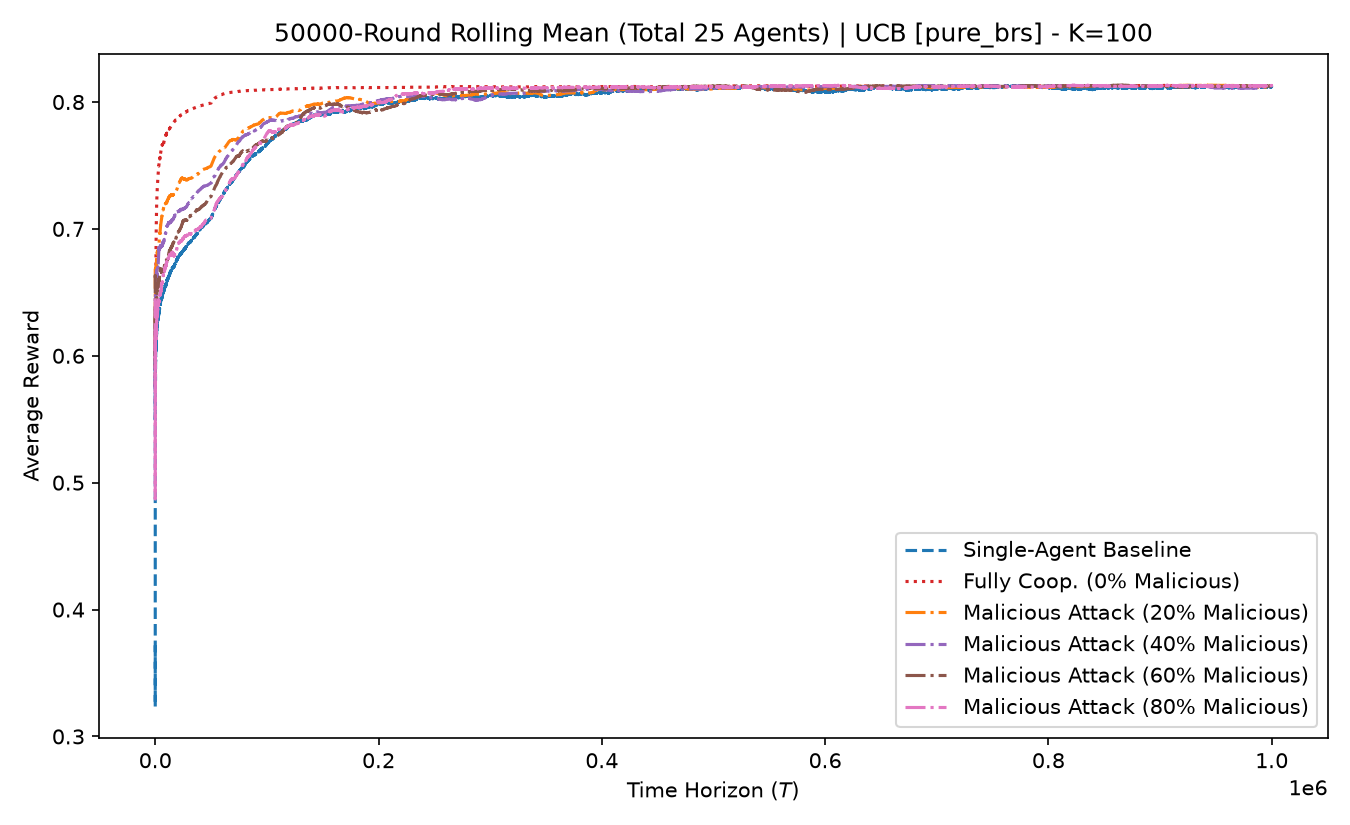 50000-Round Rolling Mean (Total 25 Agents) | UCB [pure_brs] - K=100
Average Reward
0.8
0.7
0.6
0.5
0.4
0.3
Single-Agent Baseline
Fully Coop. (0% Malicious)
Malicious Attack (20% Malicious)
Malicious Attack (40% Malicious)
Malicious Attack (60% Malicious)
Malicious Attack (80% Malicious)
0.0 0.2 0.4 0.6 0.8 1.0
1e6
Time Horizon (T)